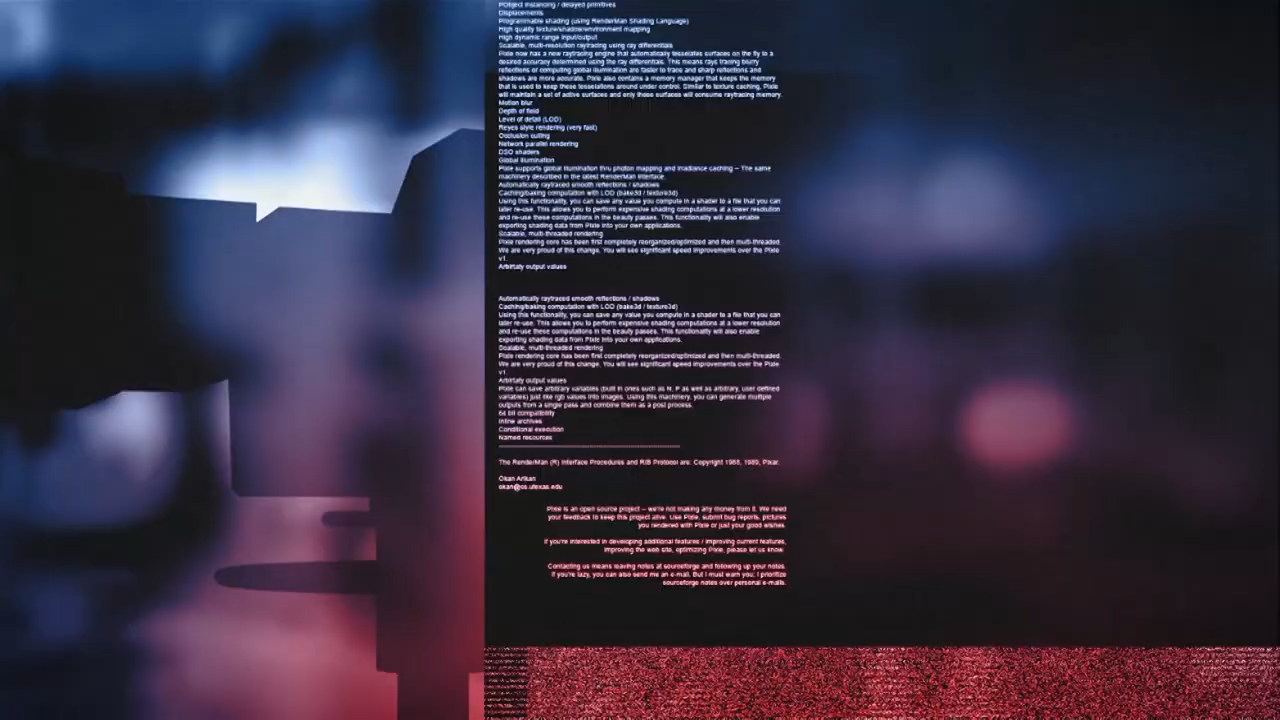 PObject instancing / delayed primitives
Displacements
Programmable shading (using RenderMan Shading Language)
High quality texture/shadow/environment mapping
High dynamic range input/output
Scalable, multi-resolution raytracing using ray differentials
Pixie now has a new raytracing engine that automatically tesselates surfaces on the fly to a
desired accuracy determined using the ray differentials. This means rays tracing blurry
reflections or computing global illumination are faster to trace and sharp reflections and
shadows are more accurate. Pixie also contains a memory manager that keeps the memory
that is used to keep these tesselations around under control. Similar to texture caching, Pixie
will maintain a set of active surfaces and only those surfaces will consume raytracing memory.
Motion blur
Depth of field
Level of detail (LOD)
Reyes style rendering (very fast)
Occlusion culling
Network parallel rendering
DSO shaders
Global illumination
Pixie supports global illumination thru photon mapping and irradiance caching -- The same
machinery described in the latest RenderMan interface.
Automatically raytraced smooth reflections / shadows
Caching/baking computation with LOD (bake3d / texture3d)
Using this functionality, you can save any value you compute in a shader to a file that you can
later re-use. This allows you to perform expensive shading computations at a lower resolution
and re-use these computations in the beauty passes. This functionality will also enable
exporting shading data from Pixie into your own applications.
Scalable, multi-threaded rendering
Pixie rendering core has been first completely reorganized/optimized and then multi-threaded.
We are very proud of this change. You will see significant speed improvements over the Pixie
v1.
Arbirtaty output values
Automatically raytraced smooth reflections / shadows
Caching/baking computation with LOD (bake3d / texture3d)
Using this functionality, you can save any value you compute in a shader to a file that you can
later re-use. This allows you to perform expensive shading computations at a lower resolution
and re-use these computations in the beauty passes. This functionality will also enable
exporting shading data from Pixie into your own applications.
Scalable, multi-threaded rendering
Pixie rendering core has been first completely reorganized/optimized and then multi-threaded.
We are very proud of this change. You will see significant speed improvements over the Pixie
v1.
Arbirtaty output values
Pixie can save arbitrary variables (built in ones such as N, P as well as arbitrary, user defined
variables) just like rgb values into images. Using this machinery, you can generate multiple
outputs from a single pass and combine them as a post process.
64 bit compatibility
Inline archives
Conditional execution
Named resources
The RenderMan (R) Interface Procedures and RIB Protocol are: Copyright 1988, 1989, Pixar.
Okan Arikan
okan@cs.utexas.edu
Pixie is an open source project -- we're not making any money from it. We need
your feedback to keep this project alive. Use Pixie, submit bug reports, pictures
you rendered with Pixie or just your good wishes.
If you're interested in developing additional features / improving current features,
improving the web site, optimizing Pixie, please let us know.
Contacting us means leaving notes at sourceforge and following up your notes.
If you're lazy, you can also send me an e-mail. But I must warn you; I prioritize
sourceforge notes over personal e-mails.